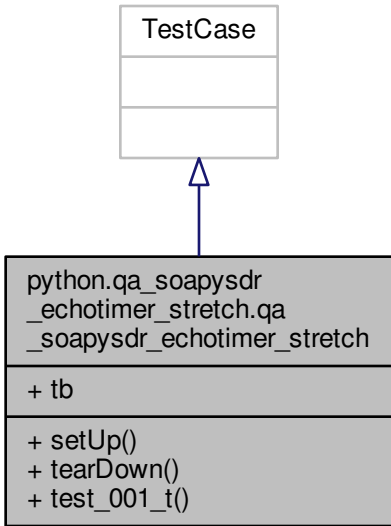 TestCase
python.qa_soapysdr
_echotimer_stretch.qa
_soapysdr_echotimer_stretch
+ tb
+ setUp()
+ tearDown()
+ test_001_t()